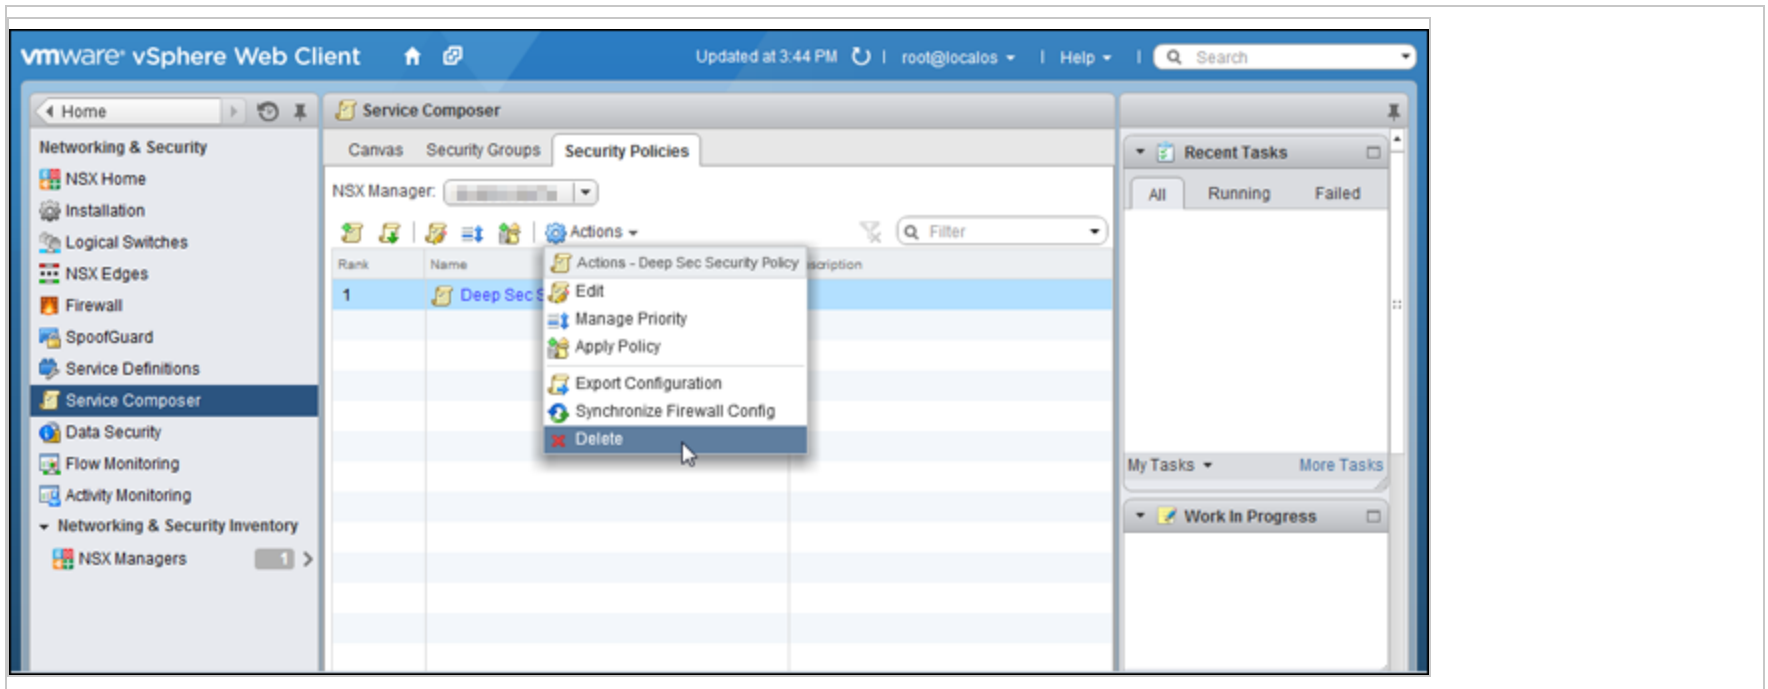 vmware® vSphere Web Client
Updated at 3:44 PM | root@localos | Help | Search
Home
Networking & Security
NSX Home
Installation
Logical Switches
NSX Edges
Firewall
SpoofGuard
Service Definitions
Service Composer
Data Security
Flow Monitoring
Activity Monitoring
Networking & Security Inventory
NSX Managers 1
Service Composer
Canvas Security Groups Security Policies
NSX Manager:
Actions Filter
Rank Name
1 Deep Sec
Actions - Deep Sec Security Policy
Edit
Manage Priority
Apply Policy
Export Configuration
Synchronize Firewall Config
Delete
Recent Tasks
All Running Failed
My Tasks More Tasks
Work In Progress